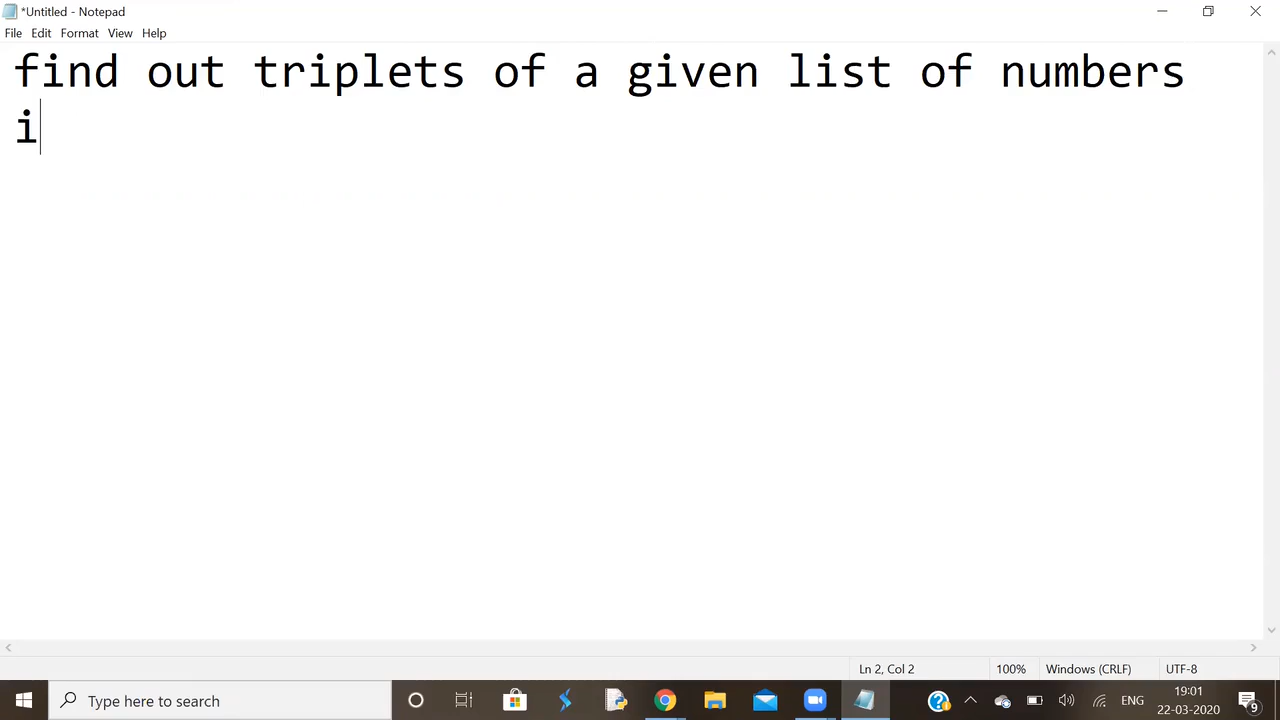 *Untitled - Notepad
File Edit Format View Help
find out triplets of a given list of numbers
i
Ln 2, Col 2 100% Windows (CRLF) UTF-8
Type here to search
ENG
19:01
22-03-2020
9